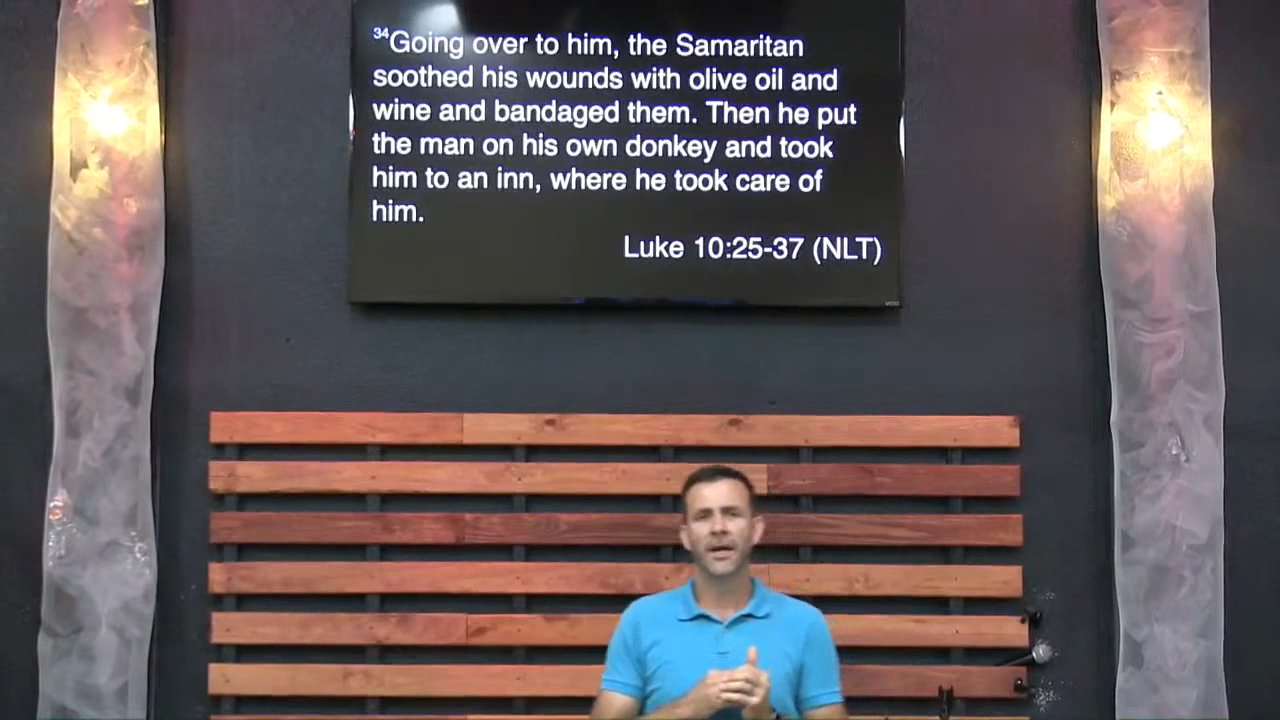 34Going over to him, the Samaritan
soothed his wounds with olive oil and
wine and bandaged them. Then he put
the man on his own donkey and took
him to an inn, where he took care of
him.
Luke 10:25-37 (NLT)